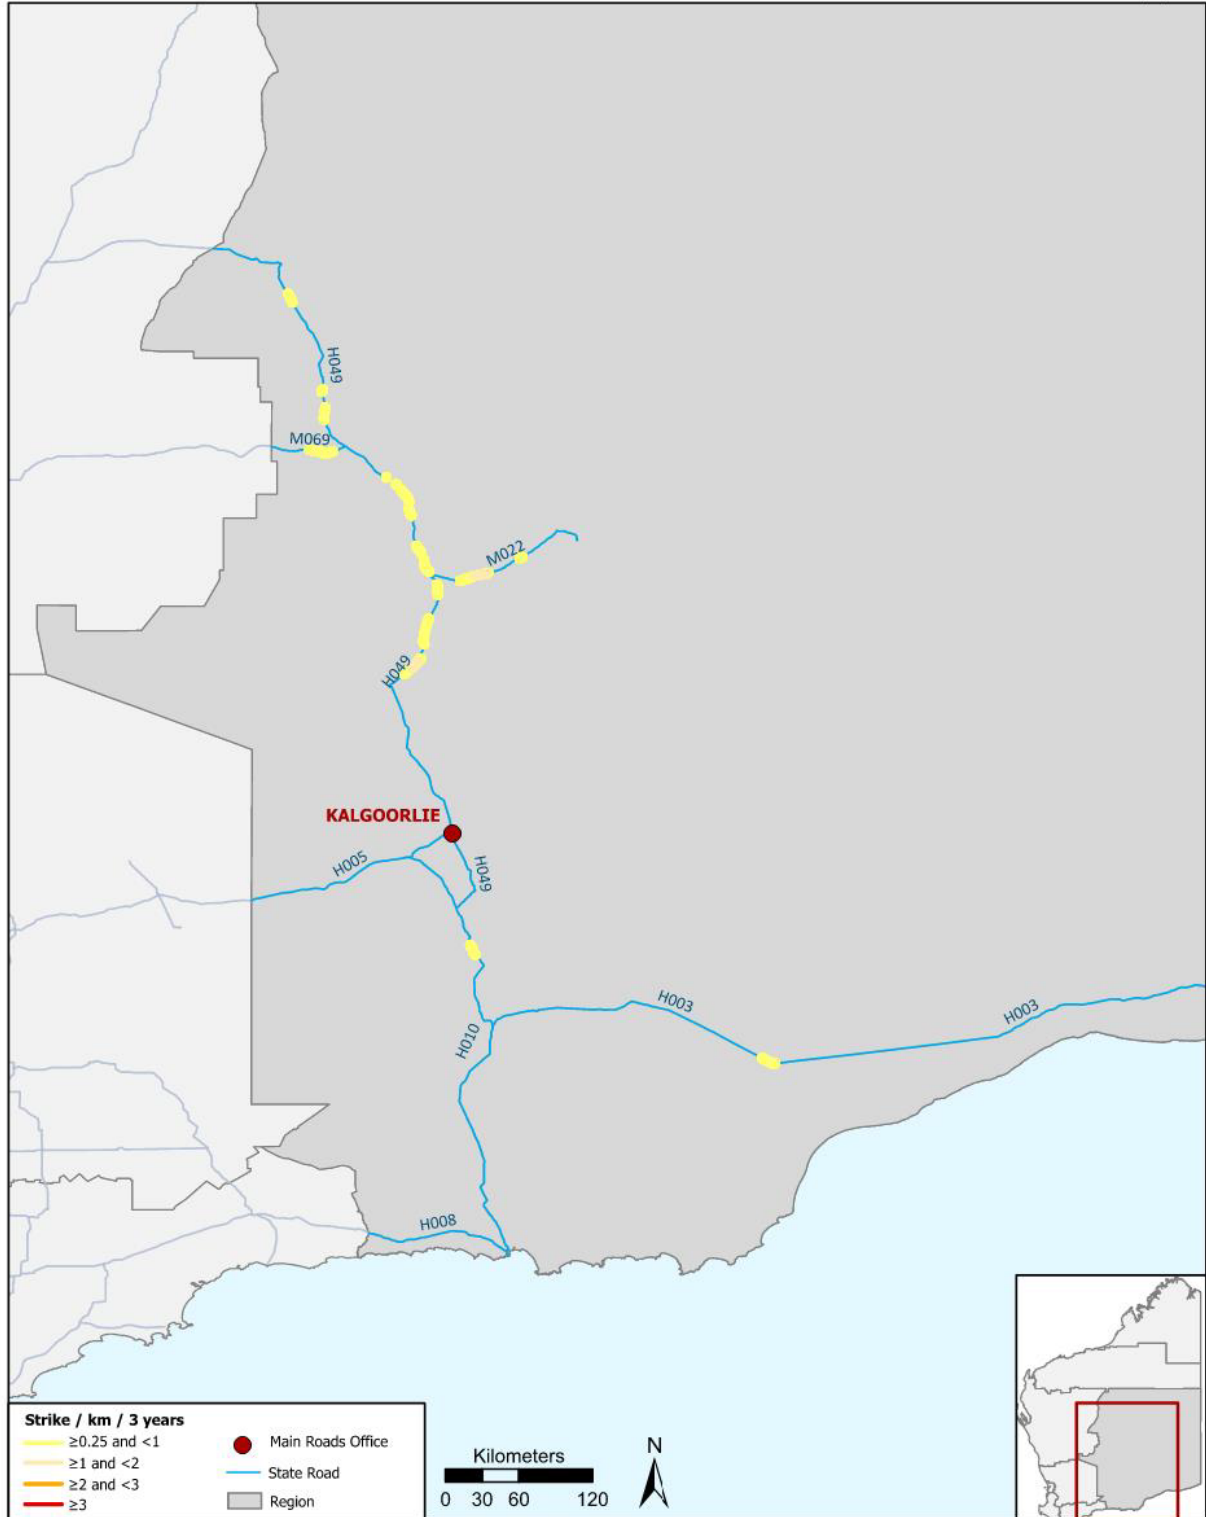 H049
M069
M022
H049
KALGOORLIE
H005
H049
H003
H003
H010
H008
Strike / km / 3 years
≥0.25 and <1
≥1 and <2
≥2 and <3
≥3
Main Roads Office
State Road
Region
Kilometers
0 30 60 120
N